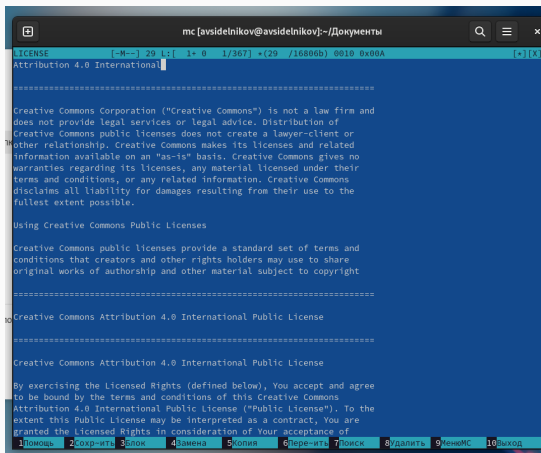 mc [avsidelnikov@avsidelnikov]:~/Документы
LICENSE [-M--] 29 L:[ 1+ 0 1/367] *(29 /16806b) 0010 0x00A [*][X]
Attribution 4.0 International
=======================================================================
Creative Commons Corporation ("Creative Commons") is not a law firm and
does not provide legal services or legal advice. Distribution of
Creative Commons public licenses does not create a lawyer-client or
other relationship. Creative Commons makes its licenses and related
information available on an "as-is" basis. Creative Commons gives no
warranties regarding its licenses, any material licensed under their
terms and conditions, or any related information. Creative Commons
disclaims all liability for damages resulting from their use to the
fullest extent possible.
Using Creative Commons Public Licenses
Creative Commons public licenses provide a standard set of terms and
conditions that creators and other rights holders may use to share
original works of authorship and other material subject to copyright
=======================================================================
Creative Commons Attribution 4.0 International Public License
=======================================================================
Creative Commons Attribution 4.0 International Public License
By exercising the Licensed Rights (defined below), You accept and agree
to be bound by the terms and conditions of this Creative Commons
Attribution 4.0 International Public License ("Public License"). To the
extent this Public License may be interpreted as a contract, You are
granted the Licensed Rights in consideration of Your acceptance of
1Помощь 2Сохр~ить 3Блок 4Замена 5Копия 6Пере~ить 7Поиск 8Удалить 9МенюMC 10Выход